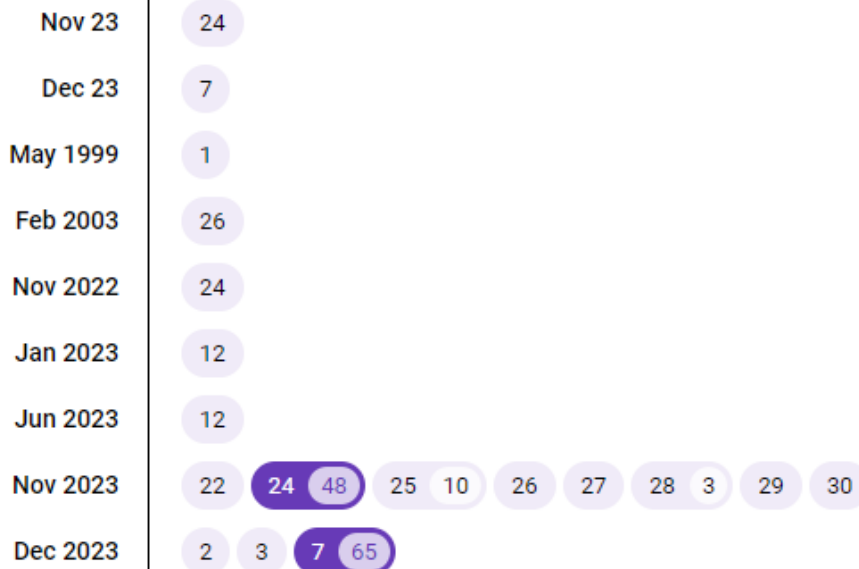 Nov 23 24
Dec 23 7
May 1999 1
Feb 2003 26
Nov 2022 24
Jan 2023 12
Jun 2023 12
Nov 2023 22 24 48 25 10 26 27 28 3 29 30
Dec 2023 2 3 7 65